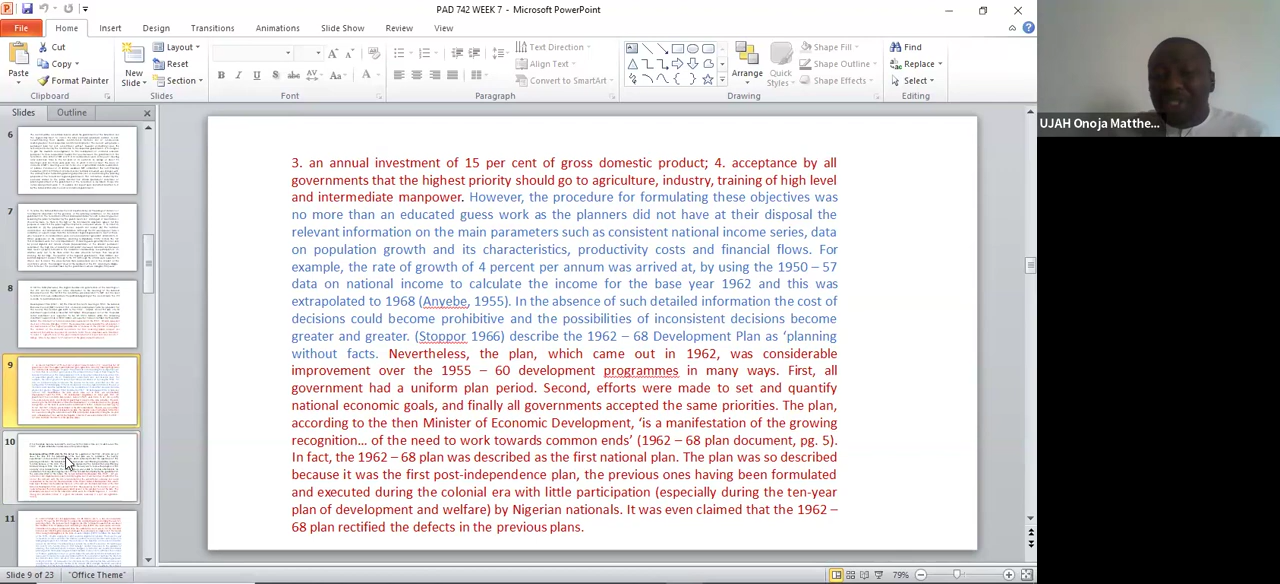 PAD 742 WEEK 7 - Microsoft PowerPoint
File Home Insert Design Transitions Animations Slide Show Review View
Paste
Cut
Copy
Format Painter
Clipboard
New Slide
Layout
Reset
Section
Slides
Font
Paragraph
Text Direction
Align Text
Convert to SmartArt
Arrange
Quick Styles
Shape Fill
Shape Outline
Shape Effects
Drawing
Find
Replace
Select
Editing
Slides Outline
6
7
8
9
10
11
3. an annual investment of 15 percent of gross domestic product; 4. acceptance by all
governments that the highest priority should go to agriculture, industry, training of high level
and intermediate manpower. However, the procedure for formulating these objectives was
no more than an educated guess work as the planners did not have at their disposal the
relevant information on the main parameters such as consistent national income series, data
on population growth and its characteristics, productivity costs and financial flows. For
example, the rate of growth of 4 percent per annum was arrived at, by using the 1950 – 57
data on national income to calculate the income for the base year 1962 and this was
extrapolated to 1968 (Anyebe, 1955). In the absence of such detailed information the cost of
decisions could become prohibitive and the possibilities of inconsistent decisions become
greater and greater. (Stoppor 1966) describe the 1962 – 68 Development Plan as 'planning
without facts. Nevertheless, the plan, which came out in 1962, was considerable
improvement over the 1955 – 60 development programmes in many ways. First, all
government had a uniform plan period second, efforts were made to set and quantify
national economic goals, and finally all governments accepted the same priorities. The plan,
according to the then Minister of Economic Development, 'is a manifestation of the growing
recognition... of the need to work towards common ends' (1962 – 68 plan document, pg. 5).
In fact, the 1962 – 68 plan was described as the first national plan. The plan was so described
because it was the first post-independence plan, the previous ones having been formulated
and executed during the colonial era with little participation (especially during the ten-year
plan of development and welfare) by Nigerian nationals. It was even claimed that the 1962 –
68 plan rectified the defects in the previous plans.
UJAH Onoja Matthe...
Slide 9 of 23 "Office Theme" 79%